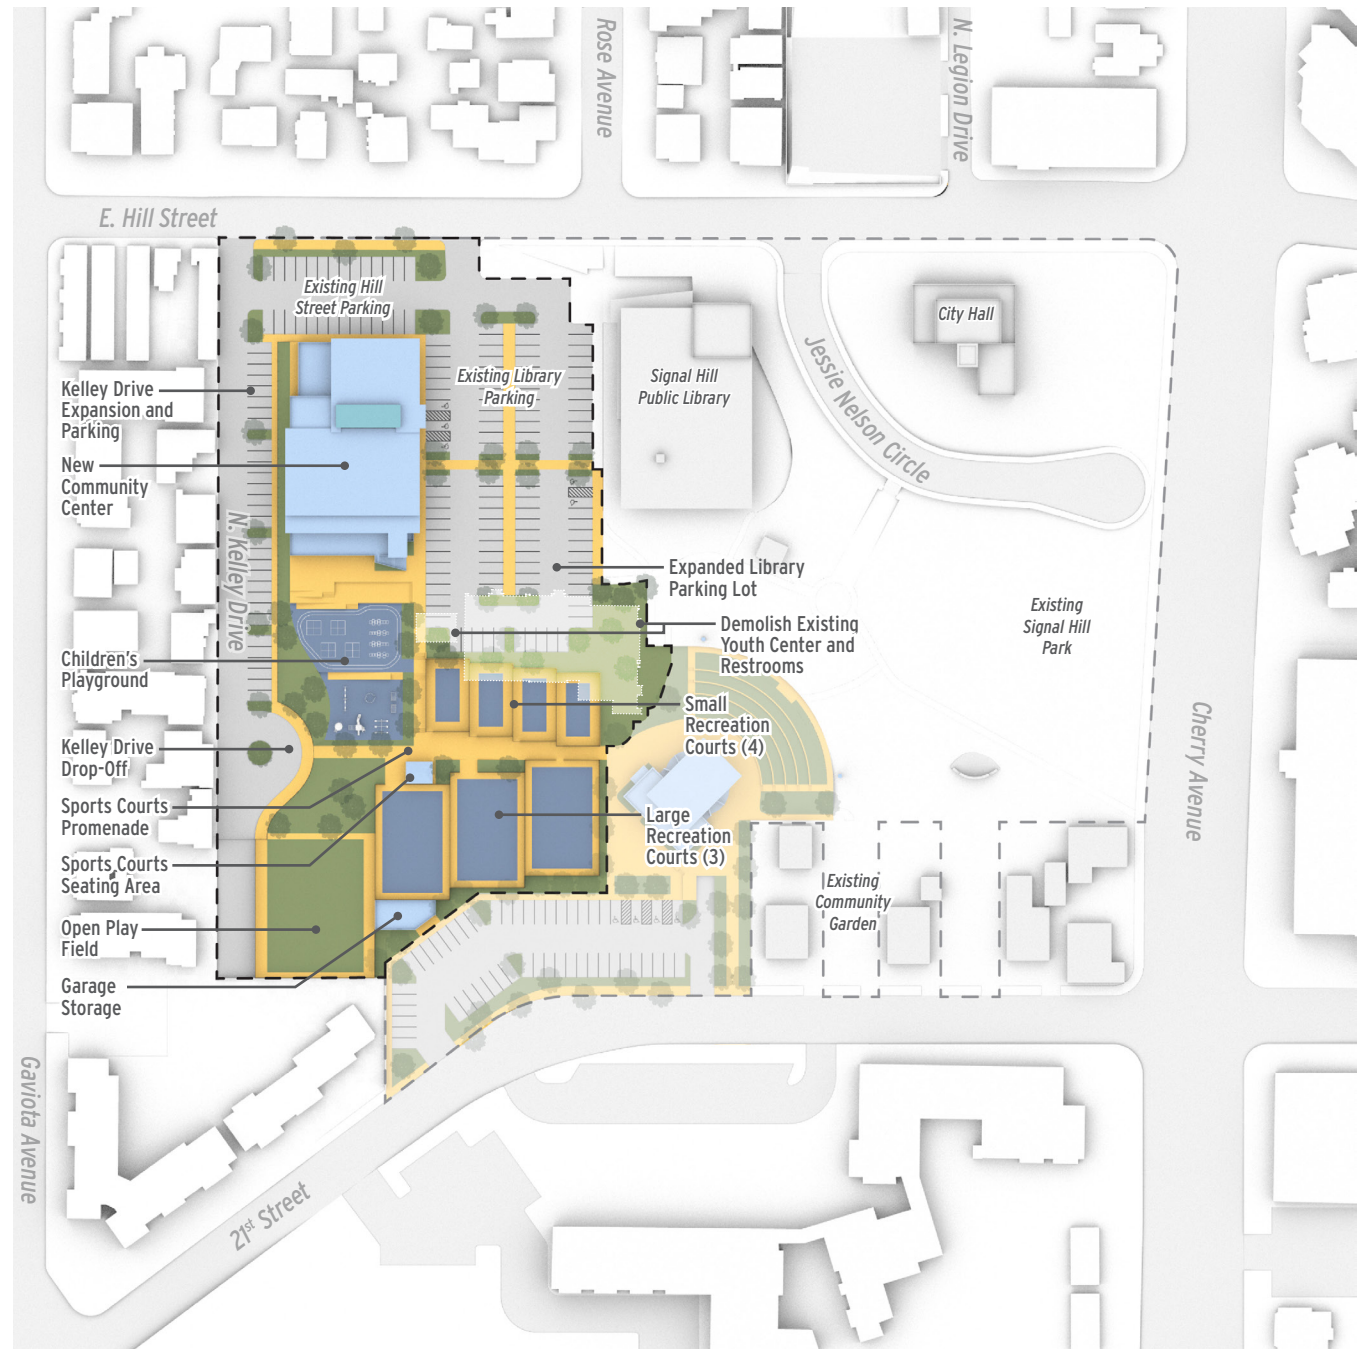 Rose Avenue
N. Legion Drive
E. Hill Street
Existing Hill
Street Parking
City Hall
Jessie Nelson Circle
Existing Library
Parking
Signal Hill
Public Library
Kelley Drive
Expansion and
Parking
New
Community
Center
N. Kelley Drive
Expanded Library
Parking Lot
Existing
Signal Hill
Park
Demolish Existing
Youth Center and
Restrooms
Children's
Playground
Small
Recreation
Courts (4)
Cherry Avenue
Kelley Drive
Drop-Off
Sports Courts
Promenade
Large
Recreation
Courts (3)
Sports Courts
Seating Area
Existing
Community
Garden
Open Play
Field
Garage
Storage
Gaviota Avenue
21st Street